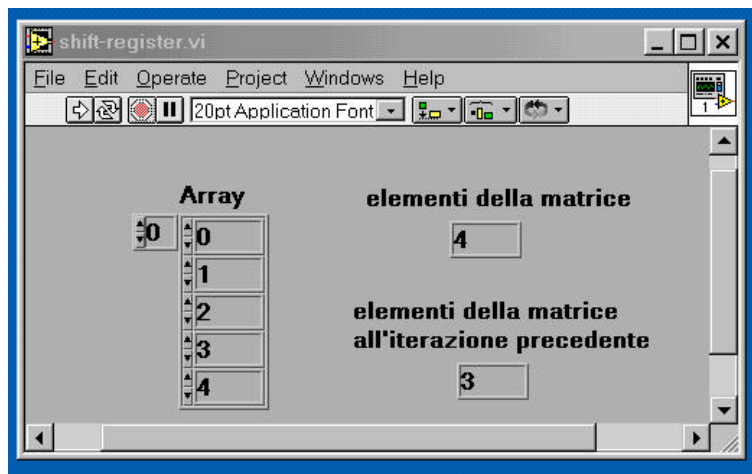 shift-register.vi
File Edit Operate Project Windows Help
20pt Application Font
1
Array
elementi della matrice
0
0
4
1
2
elementi della matrice
all'iterazione precedente
3
3
4